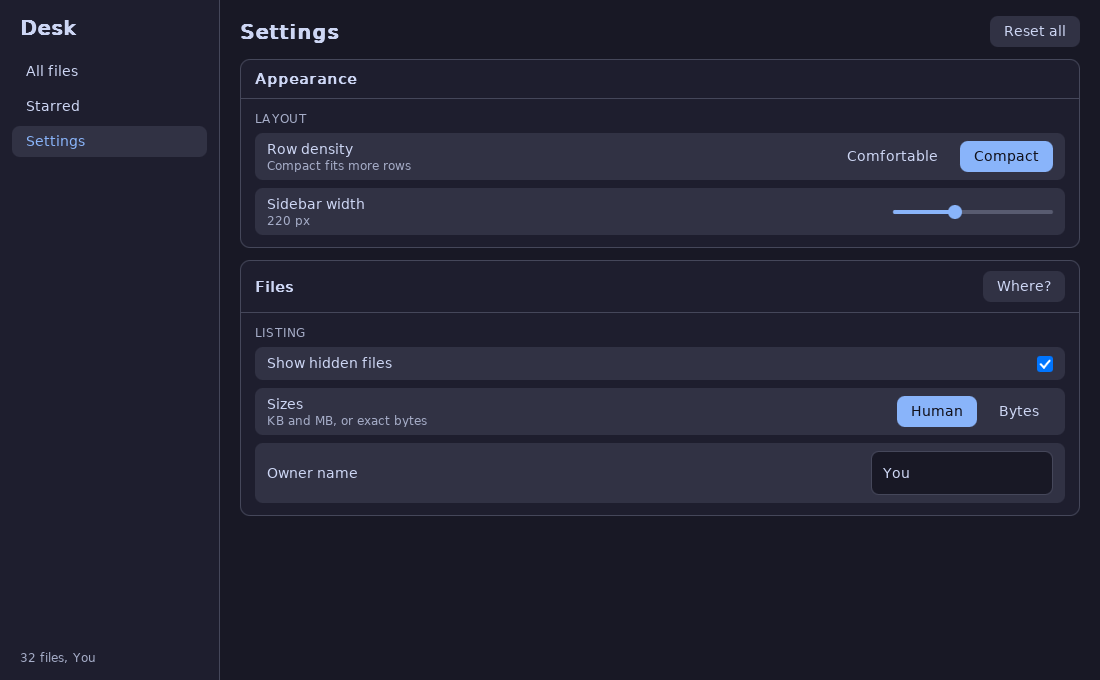 Desk
All files
Starred
Settings
32 files, You
Settings
Reset all
Appearance
LAYOUT
Row density
Compact fits more rows
Comfortable
Compact
Sidebar width
220 px
Files
Where?
LISTING
Show hidden files
Sizes
KB and MB, or exact bytes
Human
Bytes
Owner name
You